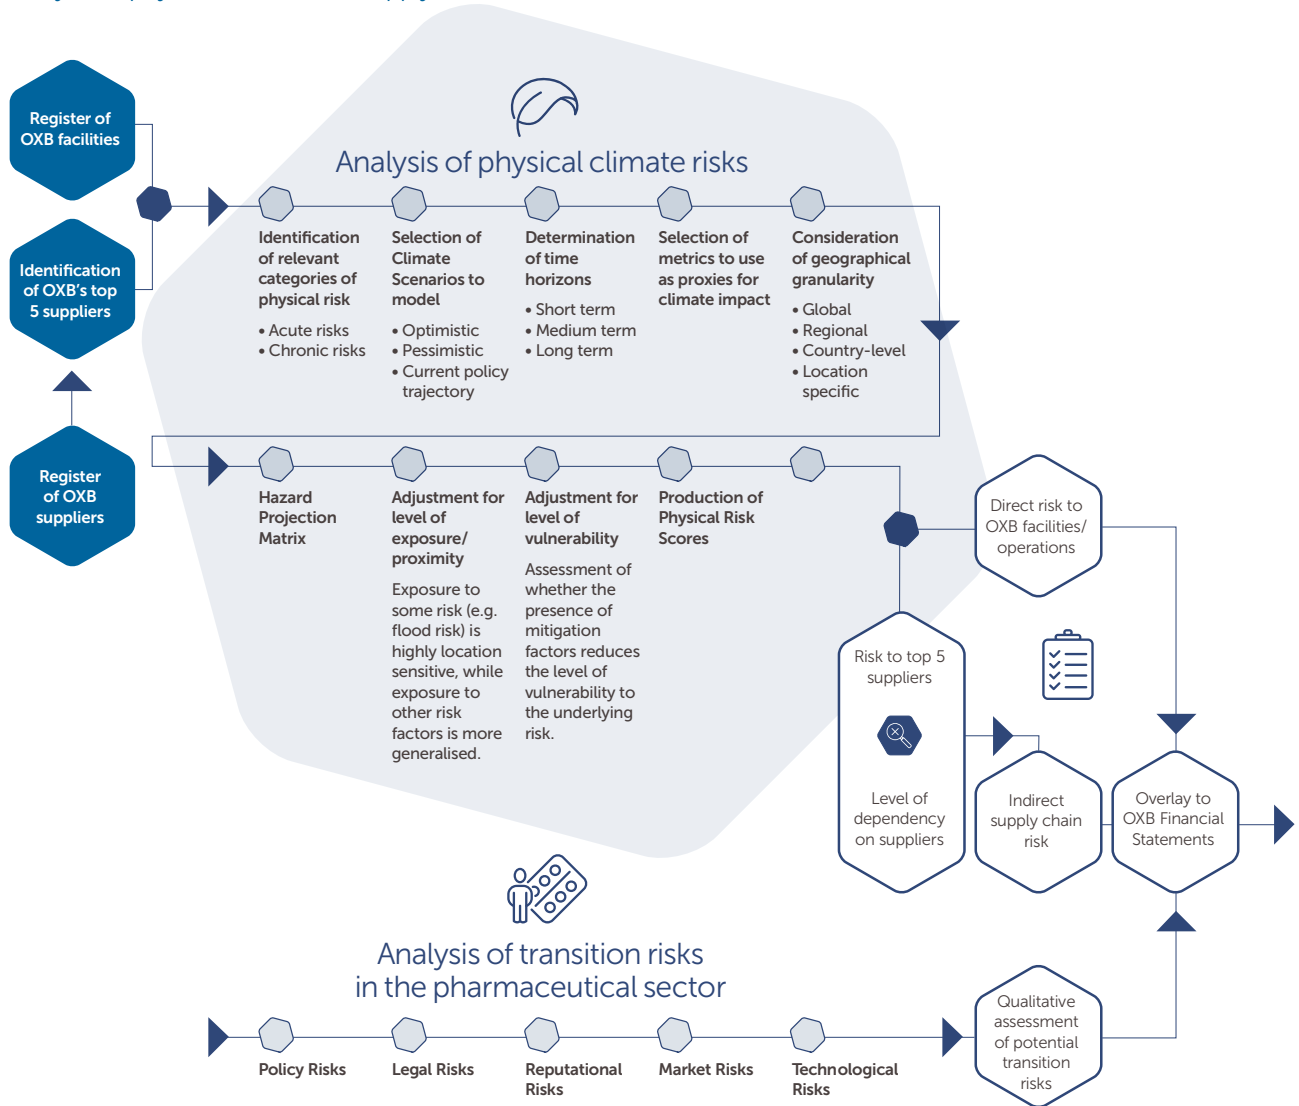 Register of
OXB facilities
Identification
of OXB's top
5 suppliers
Register
of OXB
suppliers
Analysis of physical climate risks
Identification
of relevant
categories of
physical risk
• Acute risks
• Chronic risks
Selection of
Climate
Scenarios to
model
• Optimistic
• Pessimistic
• Current policy
trajectory
Determination
of time
horizons
• Short term
• Medium term
• Long term
Selection of
metrics to use
as proxies for
climate impact
Consideration
of geographical
granularity
• Global
• Regional
• Country-level
• Location
specific
Hazard
Projection
Matrix
Adjustment for
level of
exposure/
proximity
Exposure to
some risk (e.g.
flood risk) is
highly location
sensitive, while
exposure to
other risk
factors is more
generalised.
Adjustment for
level of
vulnerability
Assessment of
whether the
presence of
mitigation
factors reduces
the level of
vulnerability to
the underlying
risk.
Production of
Physical Risk
Scores
Direct risk to
OXB facilities/
operations
Risk to top 5
suppliers
Level of
dependency
on suppliers
Indirect
supply chain
risk
Overlay to
OXB Financial
Statements
Analysis of transition risks
in the pharmaceutical sector
Policy Risks
Legal Risks
Reputational
Risks
Market Risks
Technological
Risks
Qualitative
assessment
of potential
transition
risks